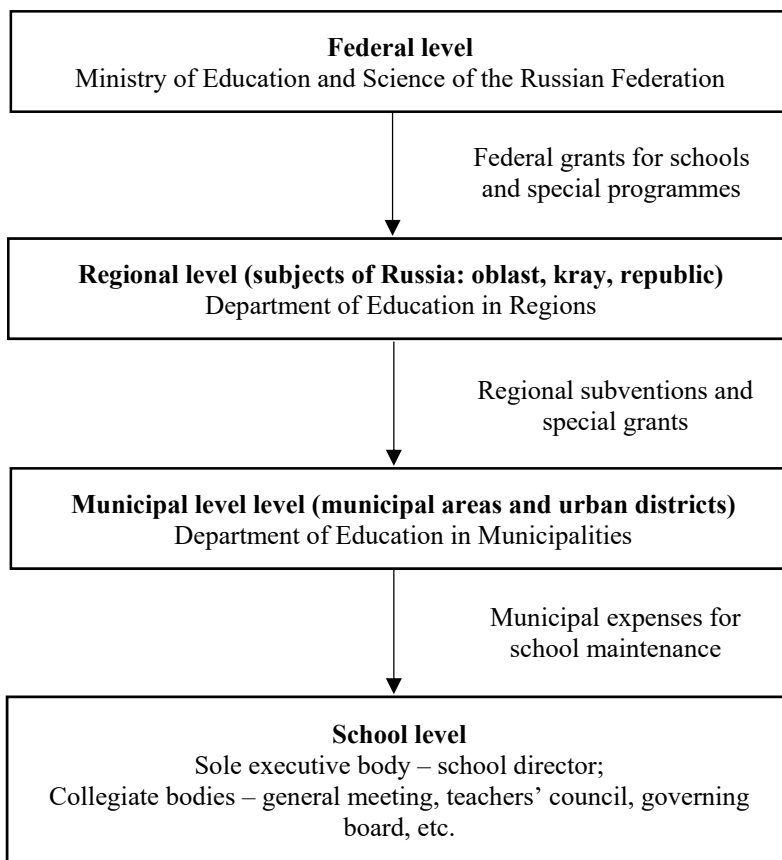 Federal level
Ministry of Education and Science of the Russian Federation
Federal grants for schools
and special programmes
Regional level (subjects of Russia: oblast, kray, republic)
Department of Education in Regions
Regional subventions and
special grants
Municipal level level (municipal areas and urban districts)
Department of Education in Municipalities
Municipal expenses for
school maintenance
School level
Sole executive body – school director;
Collegiate bodies – general meeting, teachers’ council, governing
board, etc.